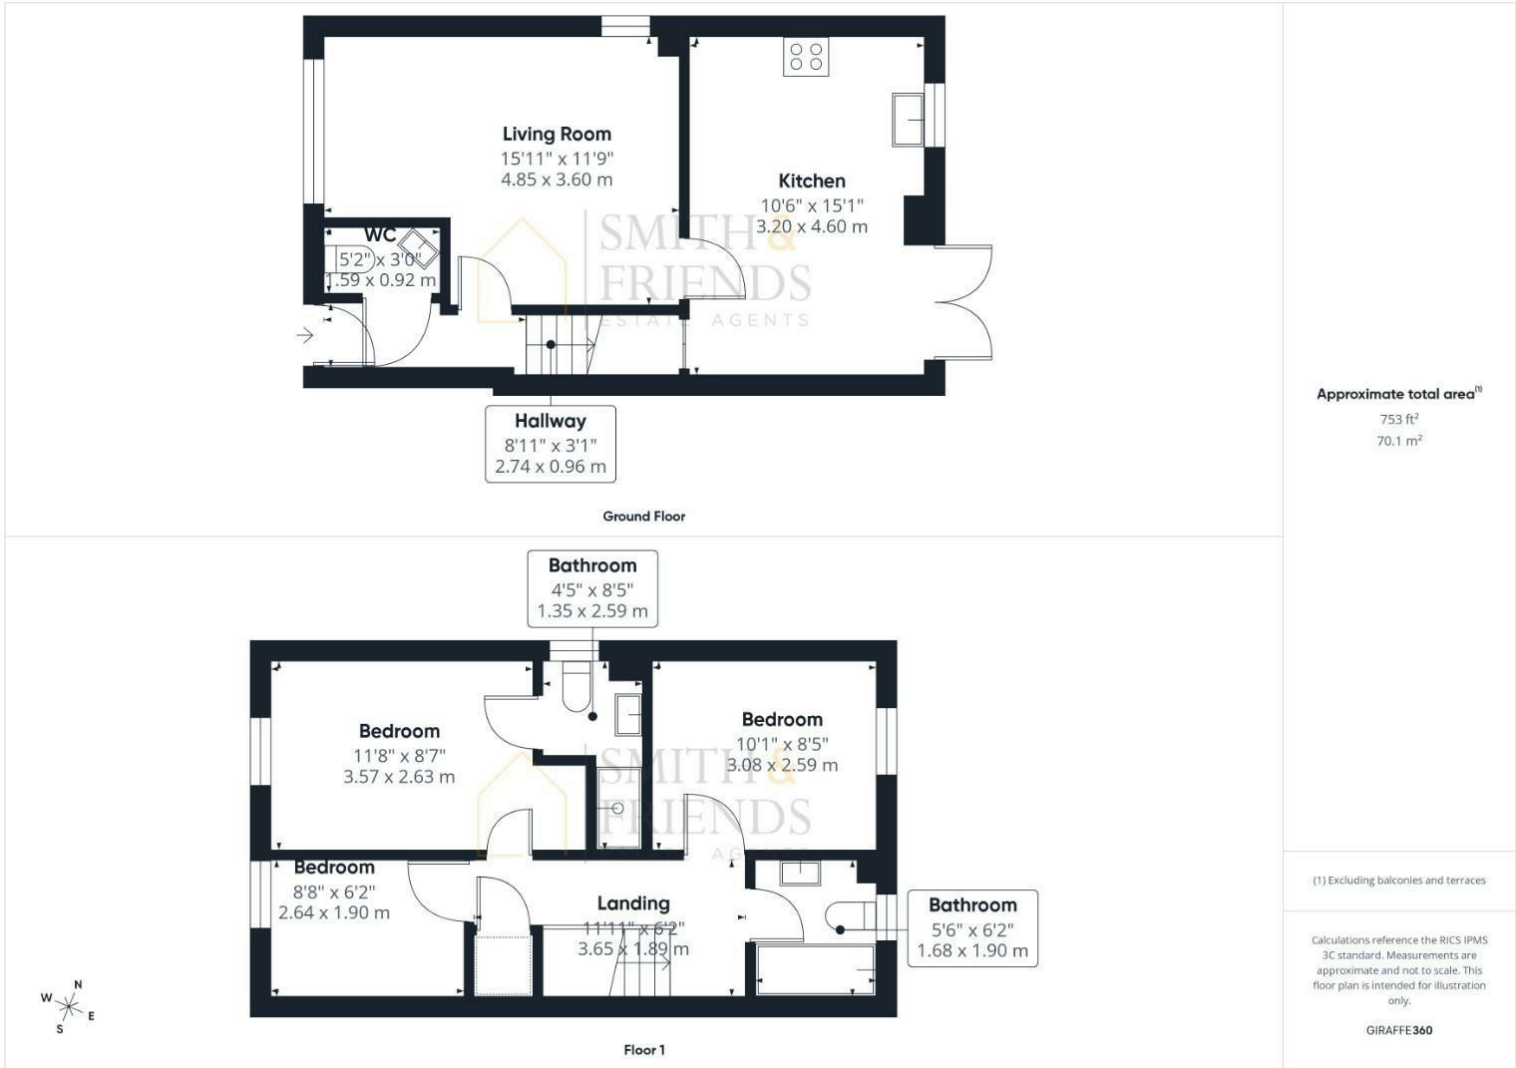 Living Room
15'11" x 11'9"
4.85 x 3.60 m
Kitchen
10'6" x 15'1"
3.20 x 4.60 m
WC
5'2" x 3'0"
1.59 x 0.92 m
SMITH &
FRIENDS
ESTATE AGENTS
Hallway
8'11" x 3'1"
2.74 x 0.96 m
Ground Floor
Bathroom
4'5" x 8'5"
1.35 x 2.59 m
Bedroom
11'8" x 8'7"
3.57 x 2.63 m
Bedroom
10'1" x 8'5"
3.08 x 2.59 m
SMITH &
FRIENDS
AGENTS
Bedroom
8'8" x 6'2"
2.64 x 1.90 m
Landing
11'11" x 6'2"
3.65 x 1.89 m
Bathroom
5'6" x 6'2"
1.68 x 1.90 m
N
W
E
S
Floor 1
Approximate total area(1)
753 ft²
70.1 m²
(1) Excluding balconies and terraces
Calculations reference the RICS IPMS
3C standard. Measurements are
approximate and not to scale. This
floor plan is intended for illustration
only.
GIRAFFE360